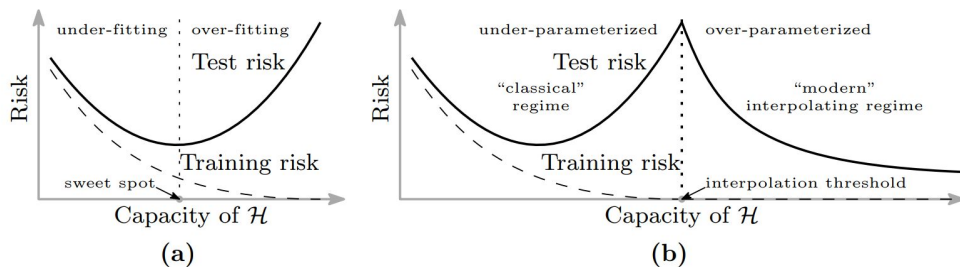 under-fitting
over-fitting
Test risk
Risk
Training risk
sweet spot
Capacity of ℋ
(a)
under-parameterized
over-parameterized
Test risk
“classical”
regime
“modern”
interpolating regime
Risk
Training risk
interpolation threshold
Capacity of ℋ
(b)